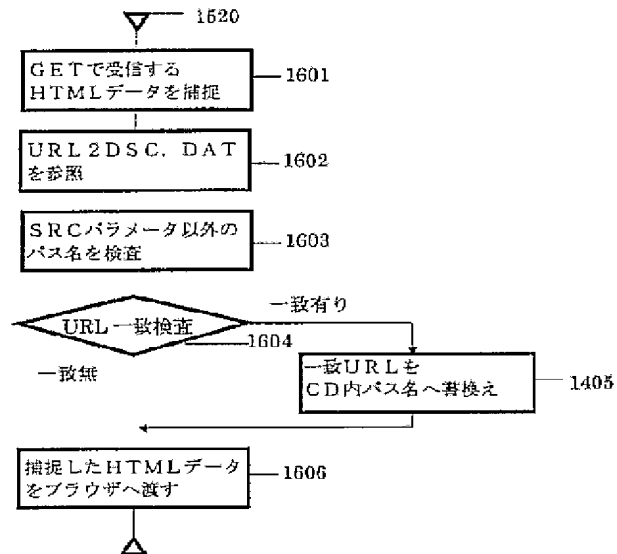 1520
GETで受信する
HTMLデータを捕捉
1601
URL2DSC．DAT
を参照
1602
SRCパラメータ以外の
パス名を検査
1603
一致有り
URL一致検査
1604
一致無
一致URLを
CD内パス名へ書換え
1405
捕捉したHTMLデータ
をブラウザへ渡す
1606